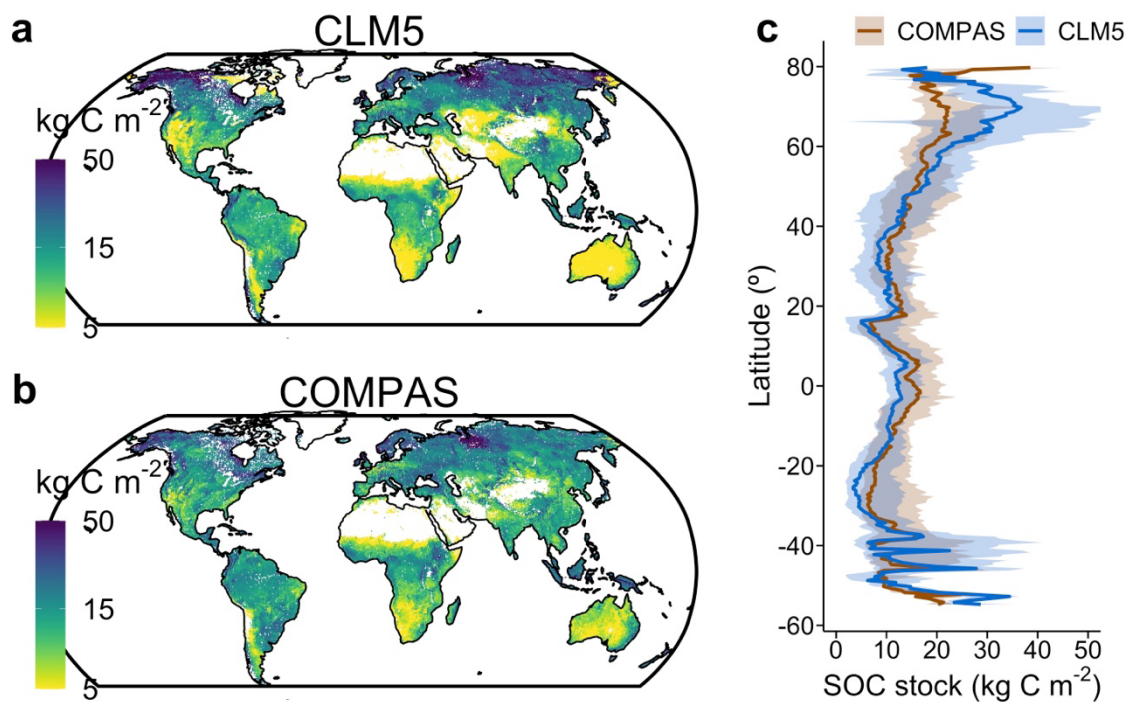 a
CLM5
kg C m⁻²
50
15
5
b
COMPAS
kg C m⁻²
50
15
5
c
COMPAS CLM5
80
60
40
20
0
-20
-40
-60
Latitude (º)
0 10 20 30 40 50
SOC stock (kg C m⁻²)